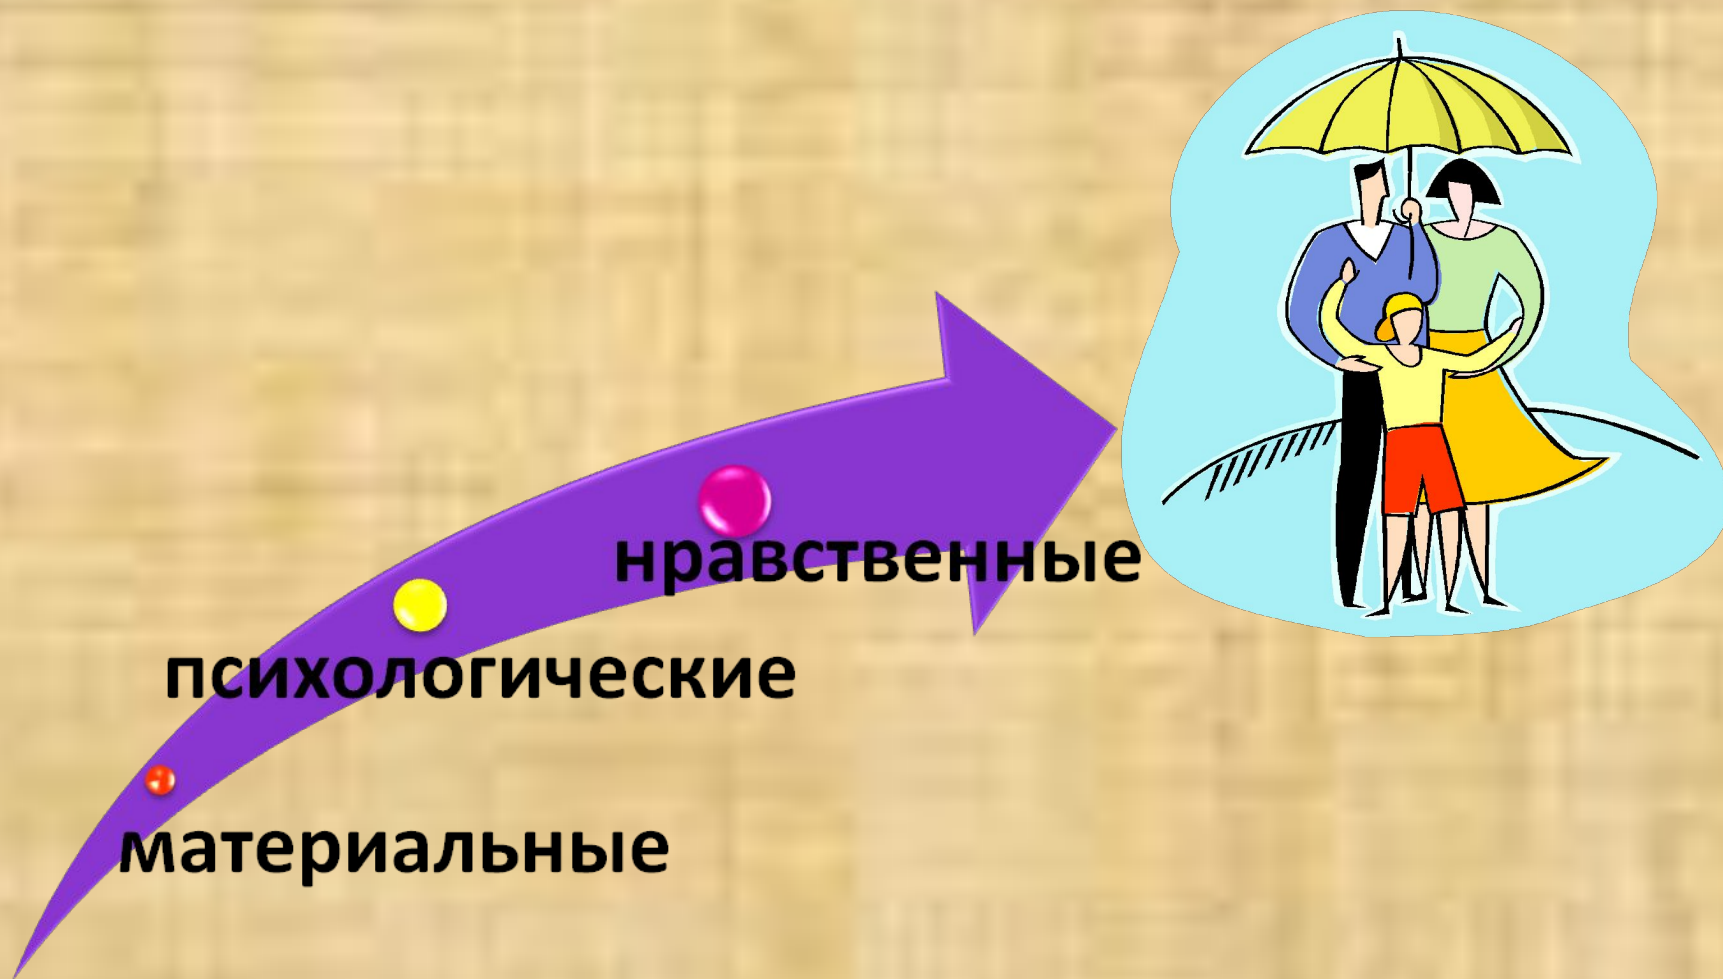 нравственные
психологические
материальные